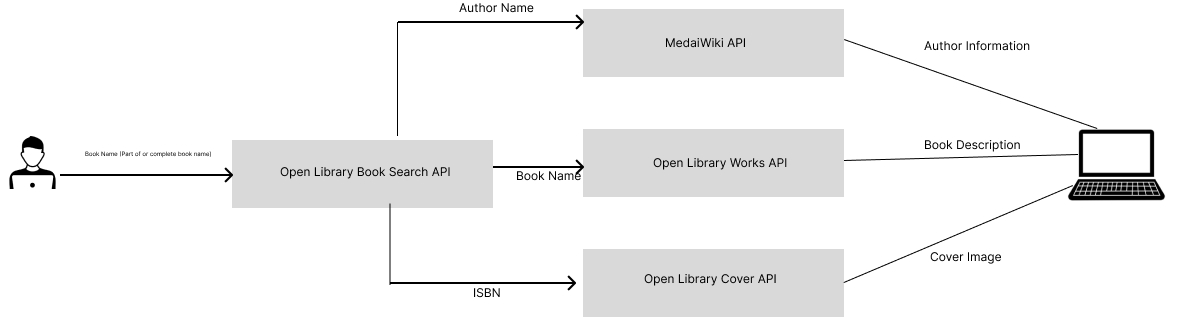 Author Name
MedaiWiki API
Author Information
Book Name (Part of or complete book name)
Open Library Book Search API
Book Name
Open Library Works API
Book Description
ISBN
Open Library Cover API
Cover Image